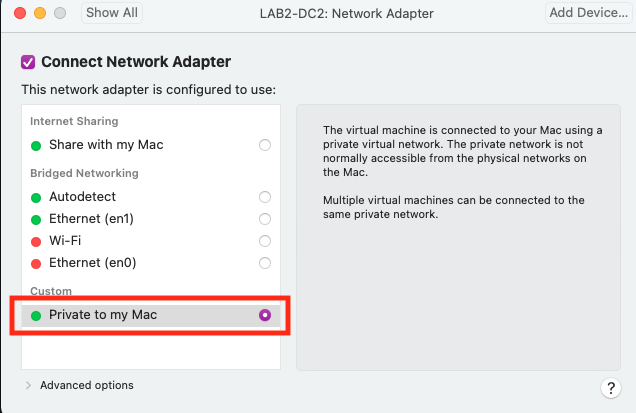 Show All
LAB2-DC2: Network Adapter
Add Device...
Connect Network Adapter
This network adapter is configured to use:
Internet Sharing
Share with my Mac
Bridged Networking
Autodetect
Ethernet (en1)
Wi-Fi
Ethernet (en0)
Custom
Private to my Mac
The virtual machine is connected to your Mac using a
private virtual network. The private network is not
normally accessible from the physical networks on
the Mac.
Multiple virtual machines can be connected to the
same private network.
Advanced options
?